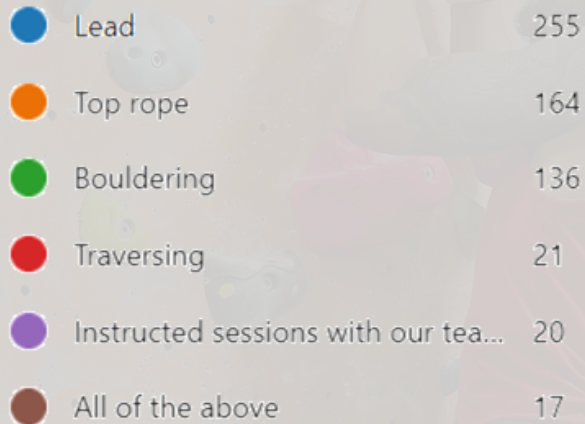 Lead 255
Top rope 164
Bouldering 136
Traversing 21
Instructed sessions with our tea... 20
All of the above 17